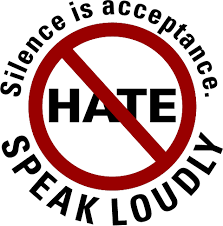 Silence is acceptance.
HATE
SPEAK LOUDLY